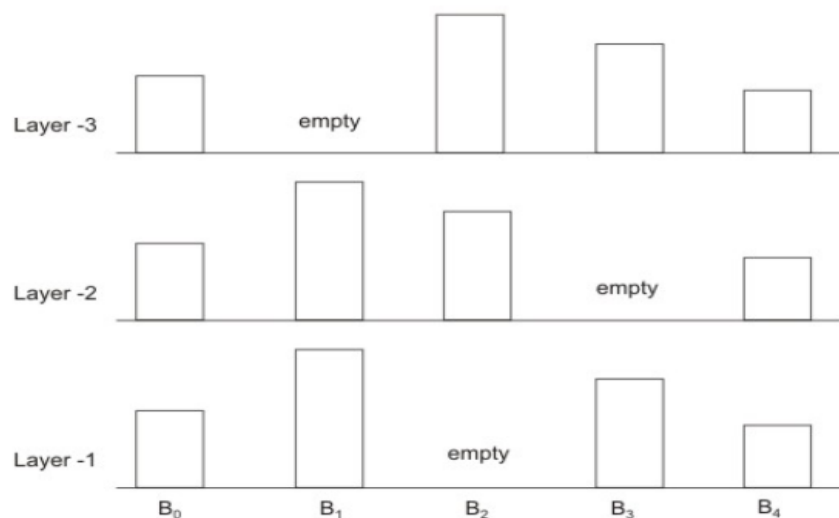 empty
Layer -3
empty
Layer -2
empty
Layer -1
B₀ B₁ B₂ B₃ B₄